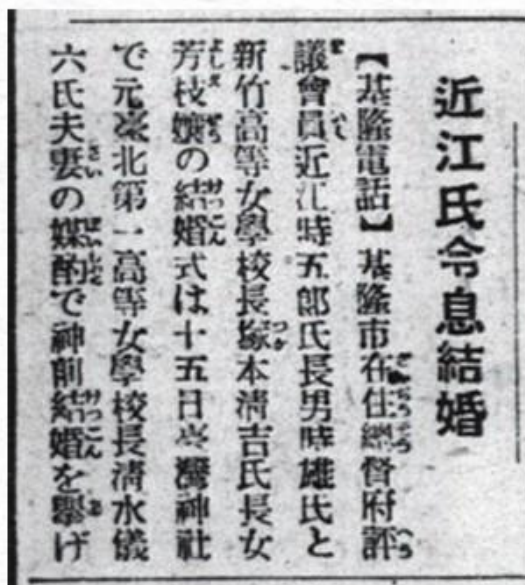 近江氏令息結婚
【基隆電話】基隆市在住總督府評
議會員近江時五郎氏長男時雄氏と
新竹高等女學校長塚本淸吉氏長女
芳枝孃の結婚式は十五日臺灣神社
で元臺北第一高等女學校長淸水儀
六氏夫妻の媒酌で神前結婚を擧げ